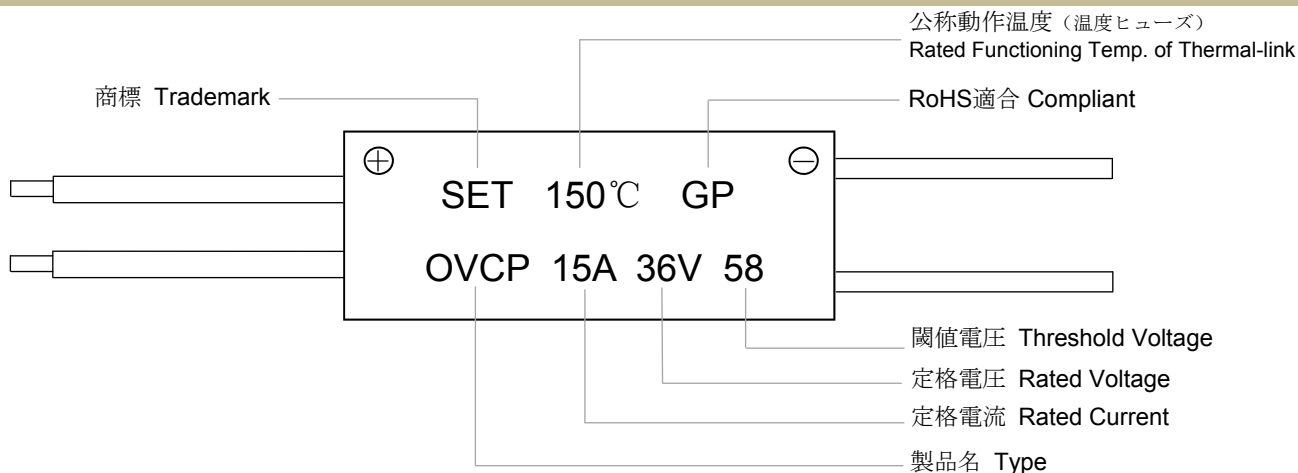 公称動作温度（温度ヒューズ）
Rated Functioning Temp. of Thermal-link
商標 Trademark
RoHS適合 Compliant
⊕ ⊖
SET 150℃ GP
OVCP 15A 36V 58
閾値電圧 Threshold Voltage
定格電圧 Rated Voltage
定格電流 Rated Current
製品名 Type